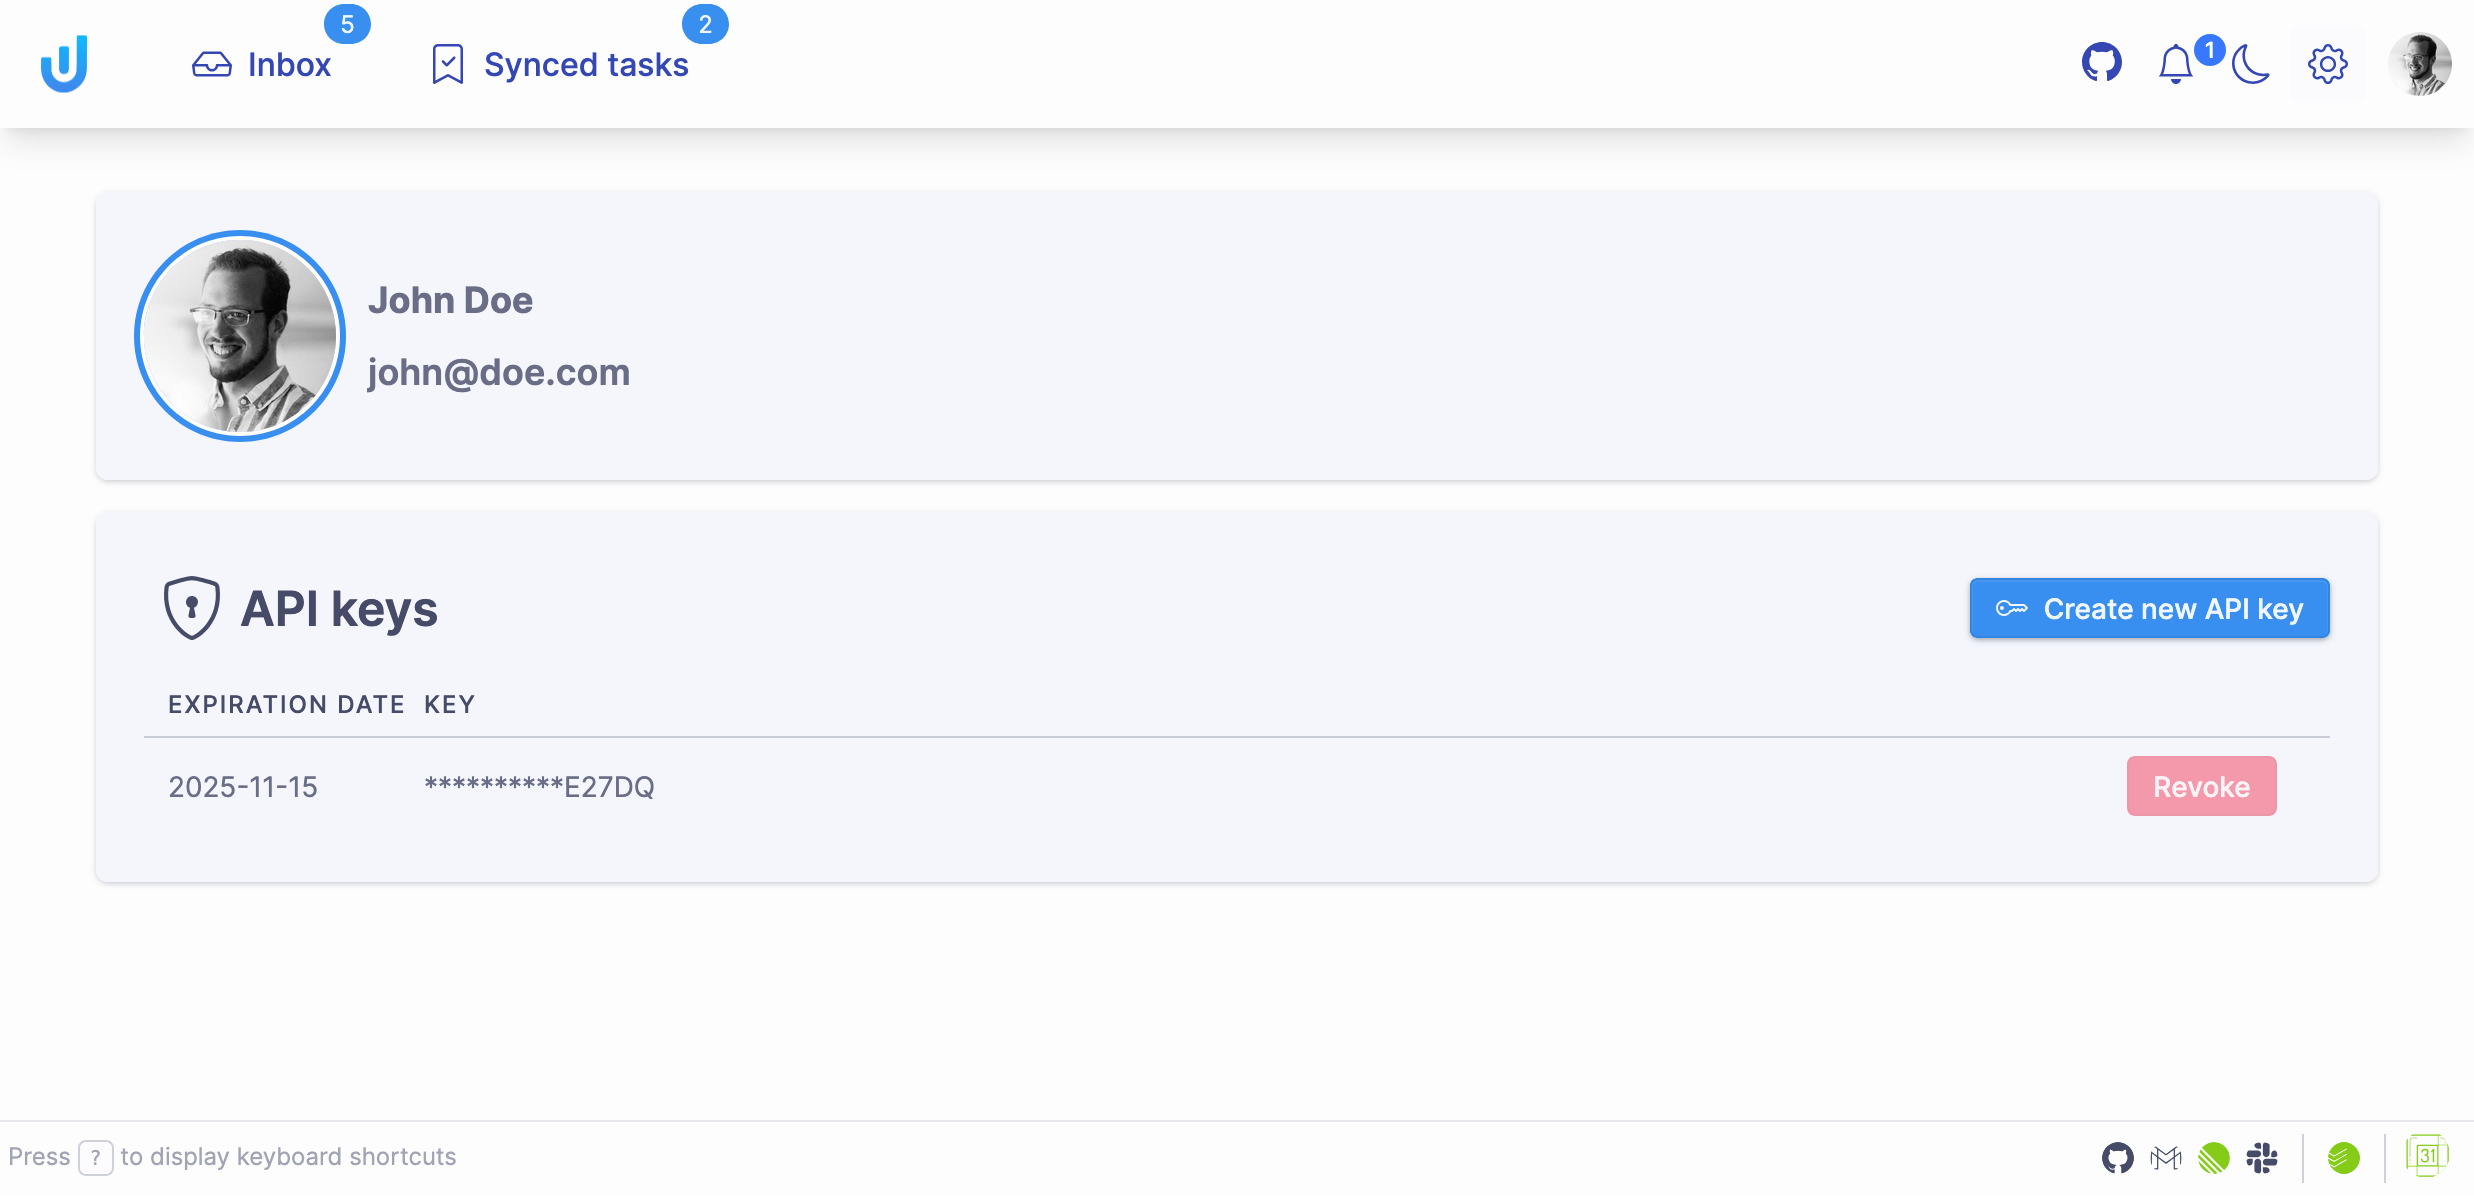 5
2
Inbox
Synced tasks
1
John Doe
john@doe.com
API keys
Create new API key
EXPIRATION DATE KEY
2025-11-15 **********E27DQ
Revoke
Press ? to display keyboard shortcuts
31